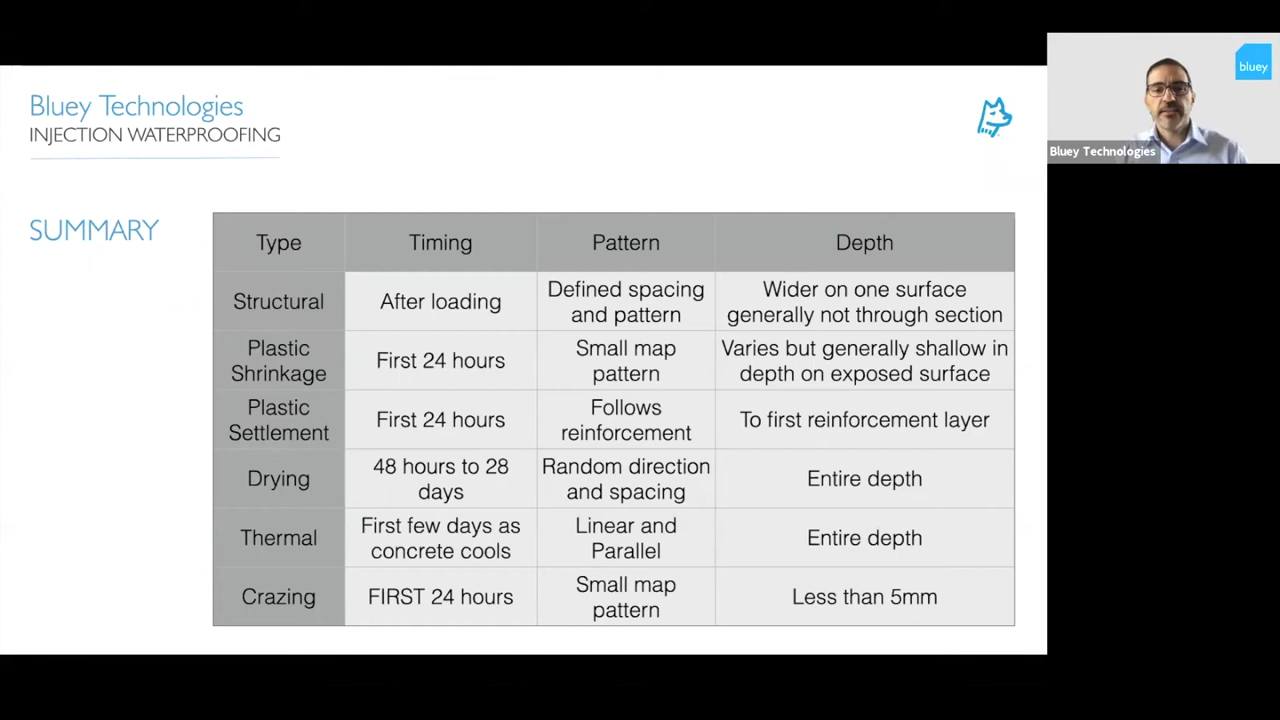 Bluey Technologies
INJECTION WATERPROOFING
bluey
Bluey Technologies
SUMMARY
Type Timing Pattern Depth
Structural After loading Defined spacing and pattern Wider on one surface generally not through section
Plastic Shrinkage First 24 hours Small map pattern Varies but generally shallow in depth on exposed surface
Plastic Settlement First 24 hours Follows reinforcement To first reinforcement layer
Drying 48 hours to 28 days Random direction and spacing Entire depth
Thermal First few days as concrete cools Linear and Parallel Entire depth
Crazing FIRST 24 hours Small map pattern Less than 5mm